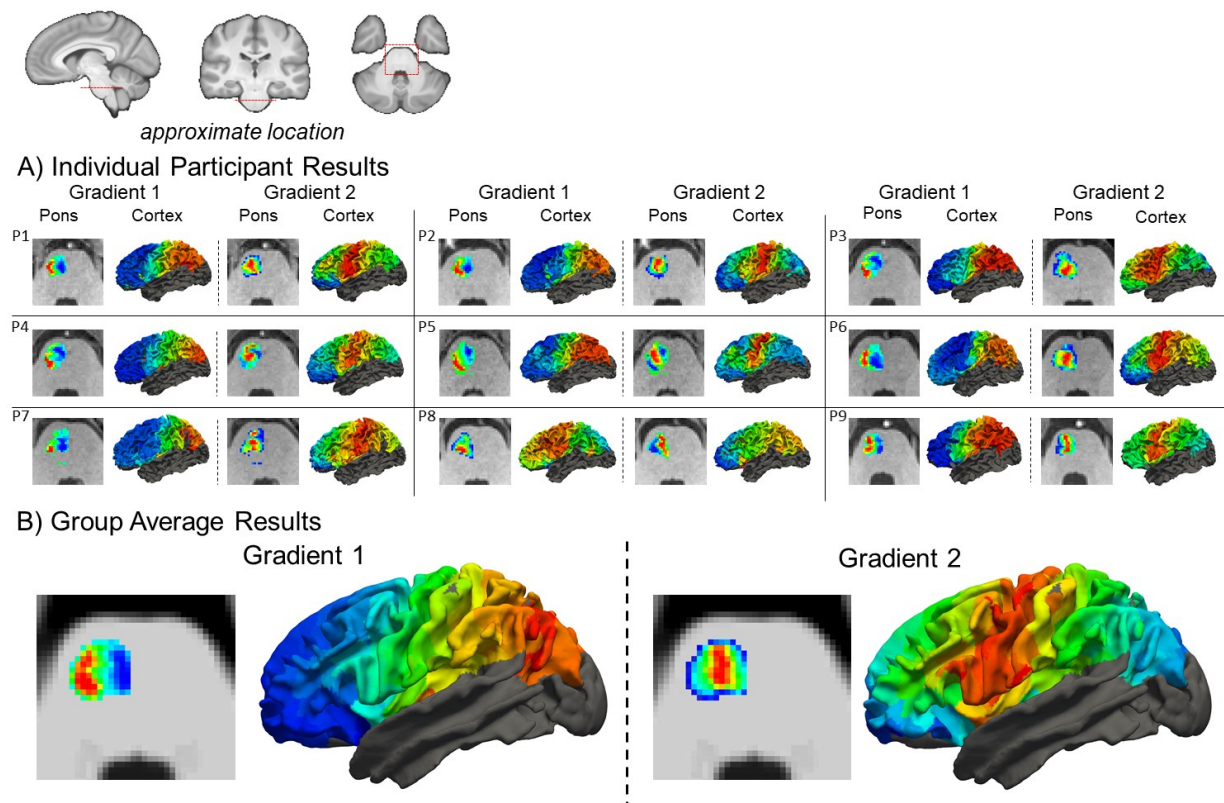 approximate location
A) Individual Participant Results
Gradient 1 Gradient 2 Gradient 1 Gradient 2 Gradient 1 Gradient 2
Pons Cortex Pons Cortex Pons Cortex Pons Cortex Pons Cortex Pons Cortex
P1 P2 P3
P4 P5 P6
P7 P8 P9
B) Group Average Results
Gradient 1 Gradient 2